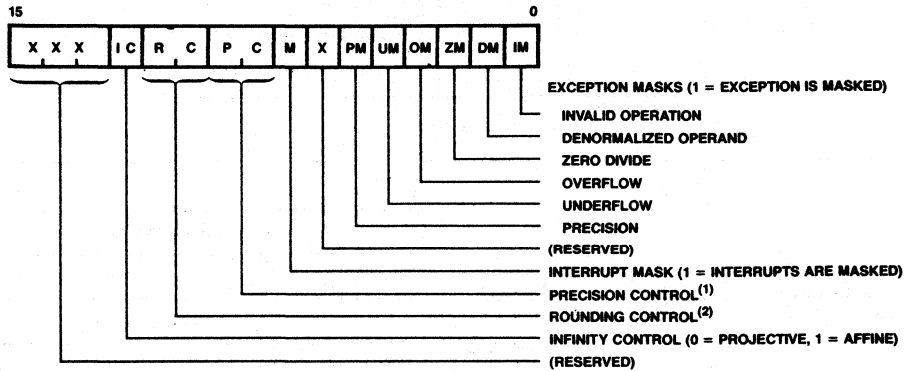 15 0
X X X I C R C P C M X PM UM OM ZM DM IM
EXCEPTION MASKS (1 = EXCEPTION IS MASKED)
INVALID OPERATION
DENORMALIZED OPERAND
ZERO DIVIDE
OVERFLOW
UNDERFLOW
PRECISION
(RESERVED)
INTERRUPT MASK (1 = INTERRUPTS ARE MASKED)
PRECISION CONTROL(1)
ROUNDING CONTROL(2)
INFINITY CONTROL (0 = PROJECTIVE, 1 = AFFINE)
(RESERVED)